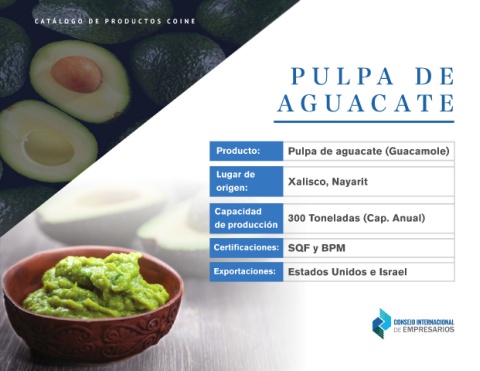 CATÁLOGO DE PRODUCTOS COINE
PULPA DE
AGUACATE
Producto: Pulpa de aguacate (Guacamole)
Lugar de
origen: Xalisco, Nayarit
Capacidad
de producción 300 Toneladas (Cap. Anual)
Certificaciones: SQF y BPM
Exportaciones: Estados Unidos e Israel
CONSEJO INTERNACIONAL
DE EMPRESARIOS